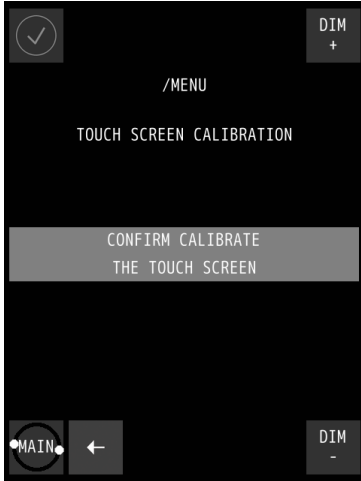 DIM
+
/MENU
TOUCH SCREEN CALIBRATION
CONFIRM CALIBRATE
THE TOUCH SCREEN
MAIN
←
DIM
-